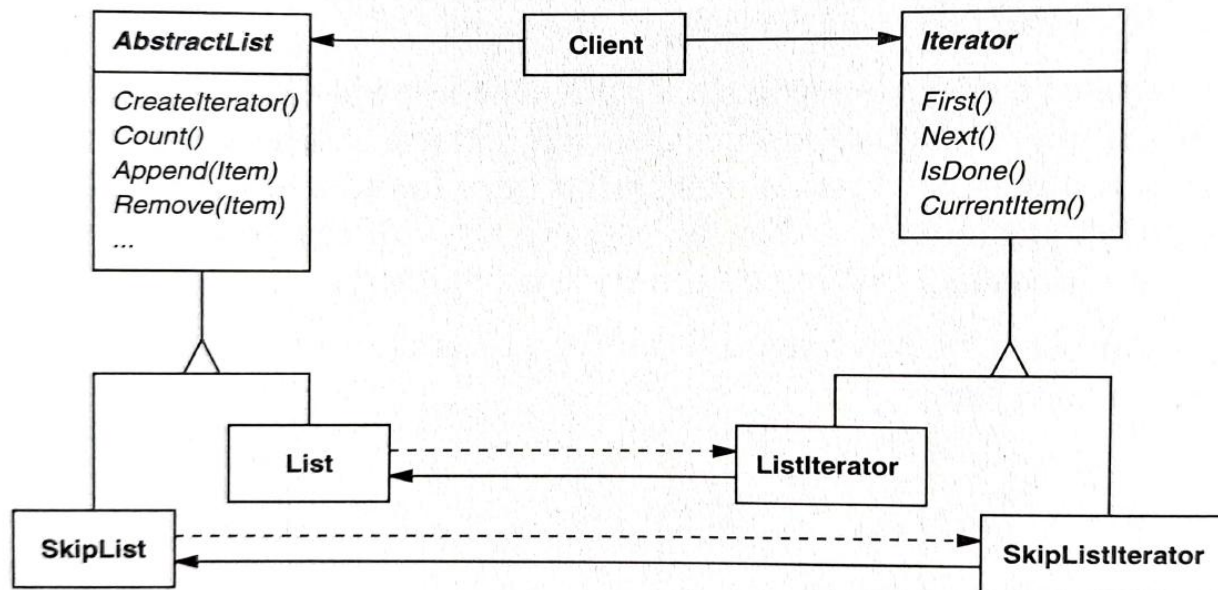 AbstractList
CreateIterator()
Count()
Append(Item)
Remove(Item)
...
Client
Iterator
First()
Next()
IsDone()
CurrentItem()
List
ListIterator
SkipList
SkipListIterator